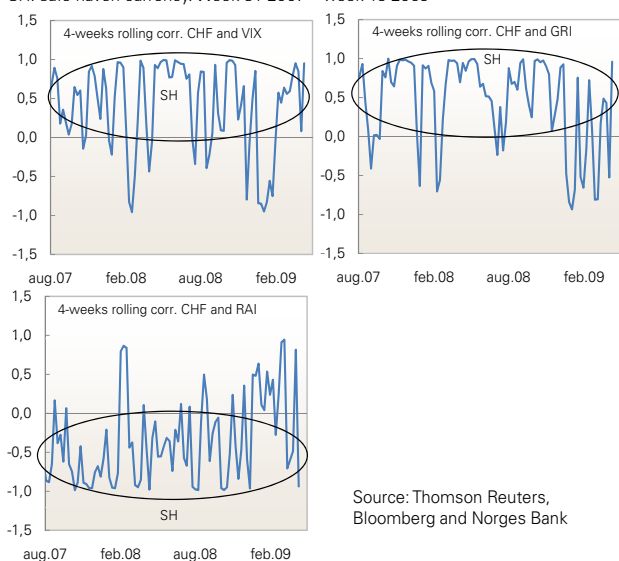 4-weeks rolling corr. CHF and VIX
1,5
1,0
0,5
0,0
-0,5
-1,0
-1,5
SH
aug.07 feb.08 aug.08 feb.09
4-weeks rolling corr. CHF and GRI
1,5
1,0
0,5
0,0
-0,5
-1,0
-1,5
SH
aug.07 feb.08 aug.08 feb.09
4-weeks rolling corr. CHF and RAI
1,5
1,0
0,5
0,0
-0,5
-1,0
-1,5
SH
aug.07 feb.08 aug.08 feb.09
Source: Thomson Reuters,
Bloomberg and Norges Bank